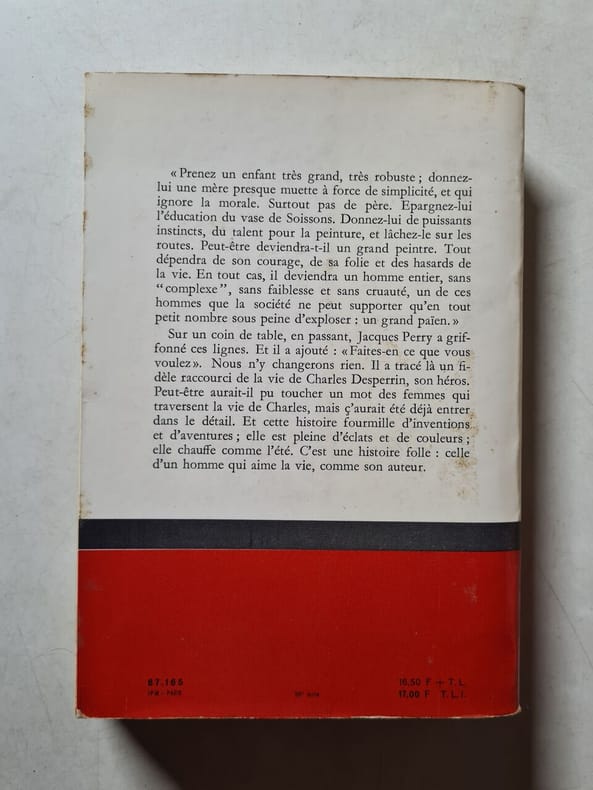 « Prenez un enfant très grand, très robuste ; donnez-
lui une mère presque muette à force de simplicité, et qui
ignore la morale. Surtout pas de père. Epargnez-lui
l'éducation du vase de Soissons. Donnez-lui de puissants
instincts, du talent pour la peinture, et lâchez-le sur les
routes. Peut-être deviendra-t-il un grand peintre. Tout
dépendra de son courage, de sa folie et des hasards de
la vie. En tout cas, il deviendra un homme entier, sans
“complexe”, sans faiblesse et sans cruauté, un de ces
hommes que la société ne peut supporter qu'en tout
petit nombre sous peine d'exploser : un grand païen. »
Sur un coin de table, en passant, Jacques Perry a grif-
fonné ces lignes. Et il a ajouté : « Faites-en ce que vous
voulez ». Nous n'y changerons rien. Il a tracé là un fi-
dèle raccourci de la vie de Charles Desperrin, son héros.
Peut-être aurait-il pu toucher un mot des femmes qui
traversent la vie de Charles, mais ç'aurait été déjà entrer
dans le détail. Et cette histoire fourmille d'inventions
et d'aventures ; elle est pleine d'éclats et de couleurs ;
elle chauffe comme l'été. C'est une histoire folle : celle
d'un homme qui aime la vie, comme son auteur.
67.165
16,50 F + T.L.
IPM - PARIS
17,00 F T.L.I.